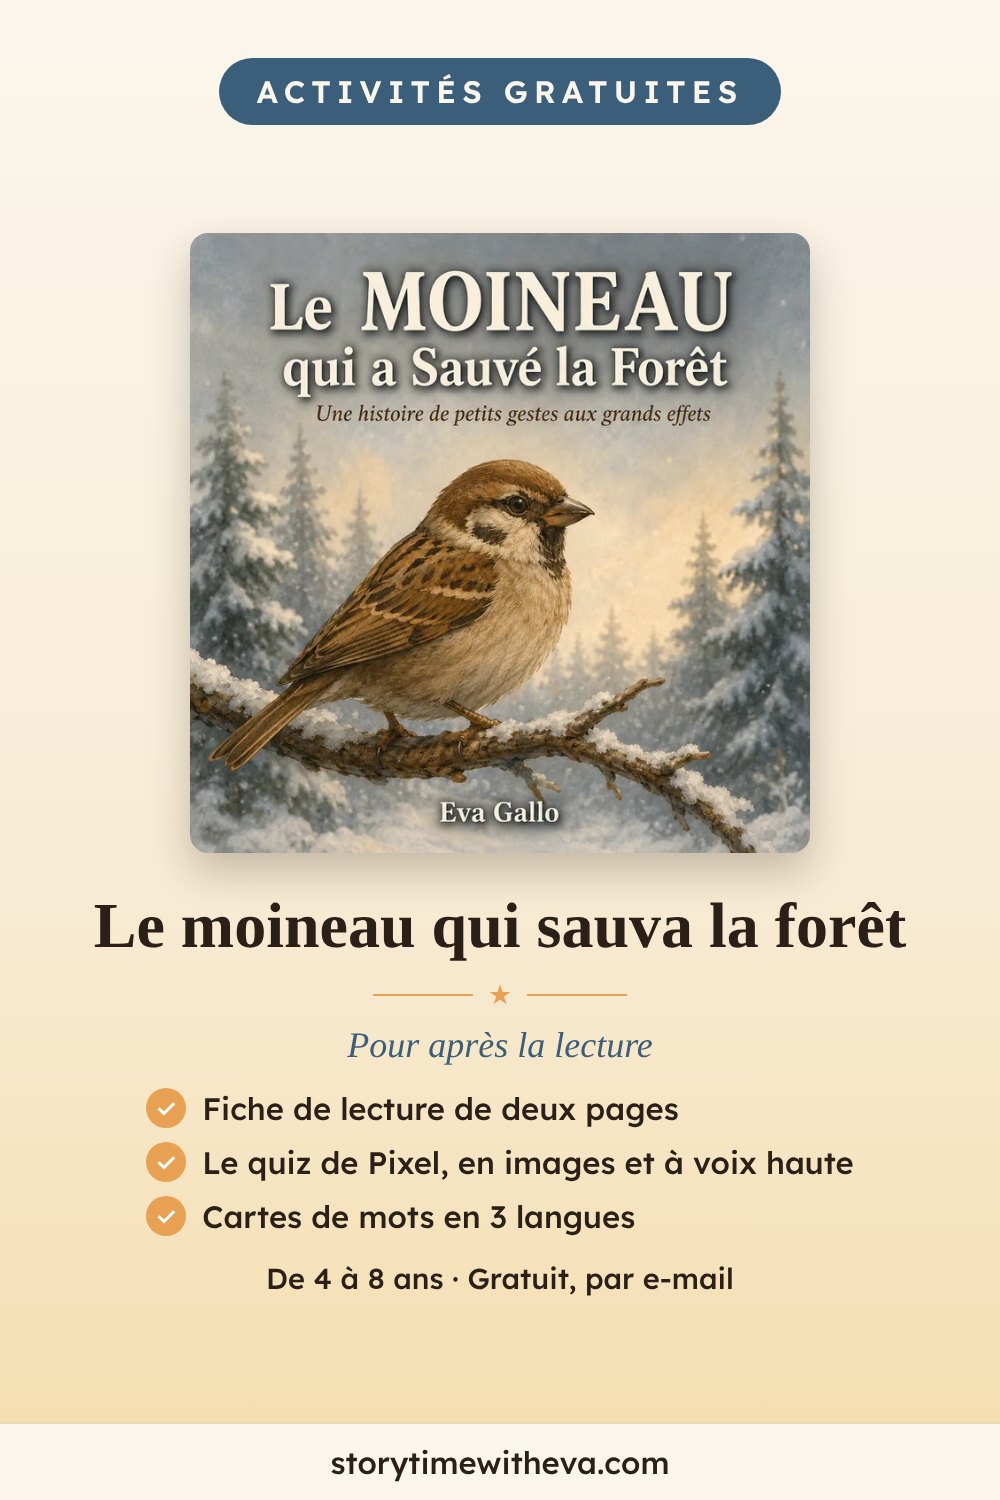 ACTIVITÉS GRATUITES
Le MOINEAU
qui a Sauvé la Forêt
Une histoire de petits gestes aux grands effets
Eva Gallo
Le moineau qui sauva la forêt
Pour après la lecture
Fiche de lecture de deux pages
Le quiz de Pixel, en images et à voix haute
Cartes de mots en 3 langues
De 4 à 8 ans · Gratuit, par e-mail
storytimewitheva.com